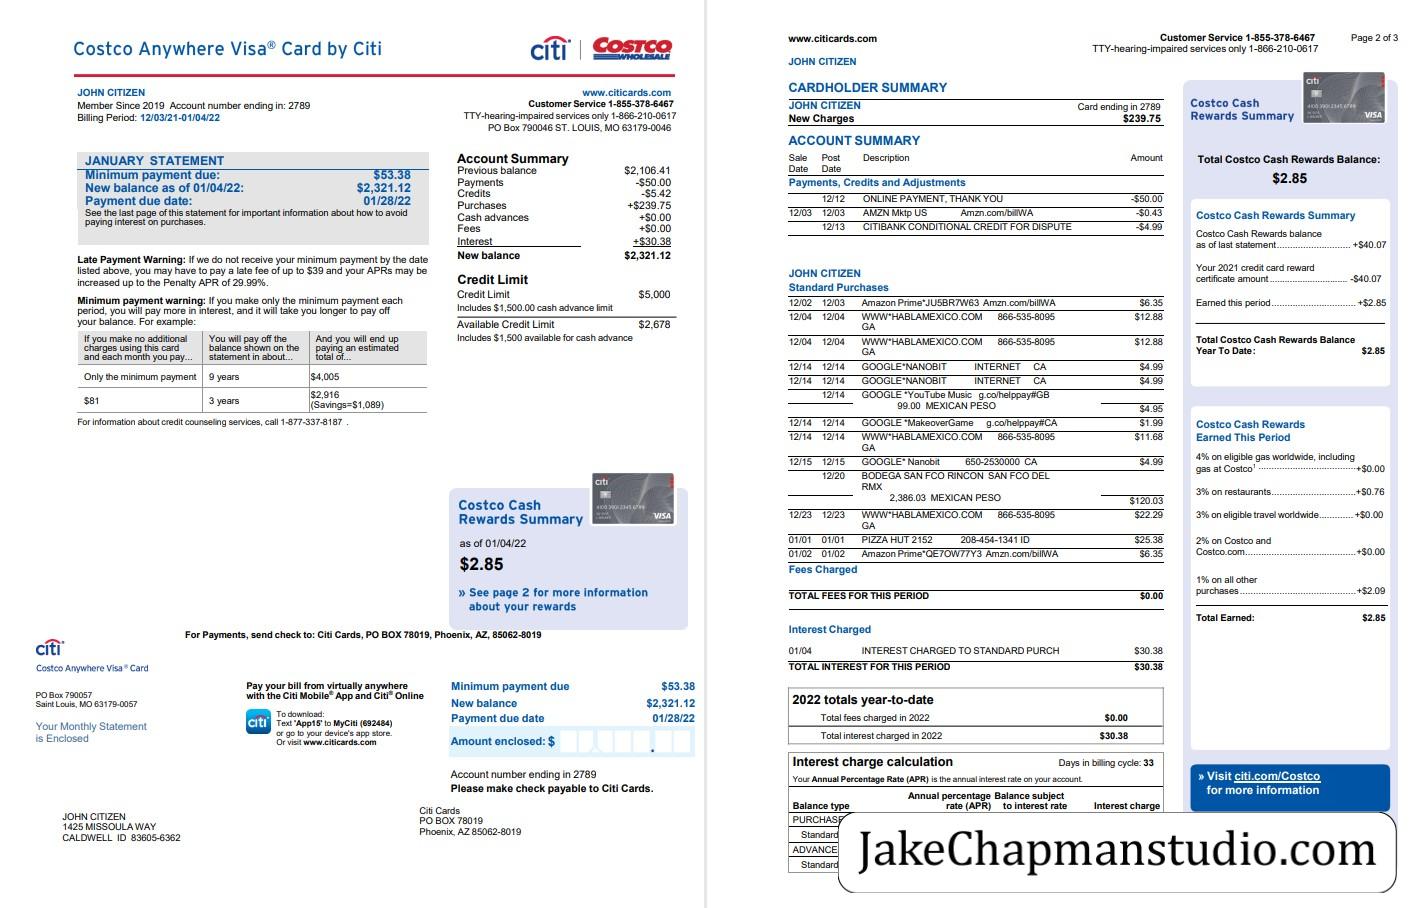 Costco Anywhere Visa® Card by Citi
citi
COSTCO
WHOLESALE
JOHN CITIZEN
Member Since 2019 Account number ending in: 2789
Billing Period: 12/03/21-01/04/22
www.citicards.com
Customer Service 1-855-378-6467
TTY-hearing-impaired services only 1-866-210-0617
PO Box 790046 ST. LOUIS, MO 63179-0046
JANUARY STATEMENT
Minimum payment due: $53.38
New balance as of 01/04/22: $2,321.12
Payment due date: 01/28/22
See the last page of this statement for important information about how to avoid
paying interest on purchases.
Late Payment Warning: If we do not receive your minimum payment by the date
listed above, you may have to pay a late fee of up to $39 and your APRs may be
increased up to the Penalty APR of 29.99%.
Minimum payment warning: If you make only the minimum payment each
period, you will pay more in interest, and it will take you longer to pay off
your balance. For example:
If you make no additional
charges using this card
and each month you pay...
You will pay off the
balance shown on the
statement in about...
And you will end up
paying an estimated
total of...
Only the minimum payment 9 years $4,005
$81 3 years $2,916
(Savings=$1,089)
For information about credit counseling services, call 1-877-337-8187 .
Account Summary
Previous balance $2,106.41
Payments -$50.00
Credits -$5.42
Purchases +$239.75
Cash advances +$0.00
Fees +$0.00
Interest +$30.38
New balance $2,321.12
Credit Limit
Credit Limit $5,000
Includes $1,500.00 cash advance limit
Available Credit Limit $2,678
Includes $1,500 available for cash advance
Costco Cash
Rewards Summary
citi
VISA
as of 01/04/22
$2.85
» See page 2 for more information
about your rewards
For Payments, send check to: Citi Cards, PO BOX 78019, Phoenix, AZ, 85062-8019
citi
Costco Anywhere Visa® Card
PO Box 790057
Saint Louis, MO 63179-0057
Your Monthly Statement
is Enclosed
Pay your bill from virtually anywhere
with the Citi Mobile® App and Citi® Online
citi
To download:
Text 'App15' to MyCiti (692484)
or go to your device's app store.
Or visit www.citicards.com
Minimum payment due $53.38
New balance $2,321.12
Payment due date 01/28/22
Amount enclosed: $
Account number ending in 2789
Please make check payable to Citi Cards.
JOHN CITIZEN
1425 MISSOULA WAY
CALDWELL ID 83605-6362
Citi Cards
PO BOX 78019
Phoenix, AZ 85062-8019
www.citicards.com
Customer Service 1-855-378-6467
TTY-hearing-impaired services only 1-866-210-0617
Page 2 of 3
JOHN CITIZEN
CARDHOLDER SUMMARY
JOHN CITIZEN Card ending in 2789
New Charges $239.75
ACCOUNT SUMMARY
Sale Post Description Amount
Date Date
Payments, Credits and Adjustments
12/12 ONLINE PAYMENT, THANK YOU -$50.00
12/03 12/03 AMZN Mktp US Amzn.com/billWA -$0.43
12/13 CITIBANK CONDITIONAL CREDIT FOR DISPUTE -$4.99
JOHN CITIZEN
Standard Purchases
12/02 12/03 Amazon Prime*JU5BR7W63 Amzn.com/billWA $6.35
12/04 12/04 WWW*HABLAMEXICO.COM 866-535-8095 $12.88
GA
12/04 12/04 WWW*HABLAMEXICO.COM 866-535-8095 $12.88
GA
12/14 12/14 GOOGLE*NANOBIT INTERNET CA $4.99
12/14 12/14 GOOGLE*NANOBIT INTERNET CA $4.99
12/14 GOOGLE *YouTube Music g.co/helppay#GB
99.00 MEXICAN PESO $4.95
12/14 12/14 GOOGLE *MakeoverGame g.co/helppay#CA $1.99
12/14 12/14 WWW*HABLAMEXICO.COM 866-535-8095 $11.68
GA
12/15 12/15 GOOGLE* Nanobit 650-2530000 CA $4.99
12/20 BODEGA SAN FCO RINCON SAN FCO DEL
RMX
2,386.03 MEXICAN PESO $120.03
12/23 12/23 WWW*HABLAMEXICO.COM 866-535-8095 $22.29
GA
01/01 01/01 PIZZA HUT 2152 208-454-1341 ID $25.38
01/02 01/02 Amazon Prime*QE7OW77Y3 Amzn.com/billWA $6.35
Fees Charged
TOTAL FEES FOR THIS PERIOD $0.00
Interest Charged
01/04 INTEREST CHARGED TO STANDARD PURCH $30.38
TOTAL INTEREST FOR THIS PERIOD $30.38
2022 totals year-to-date
Total fees charged in 2022 $0.00
Total interest charged in 2022 $30.38
Interest charge calculation Days in billing cycle: 33
Your Annual Percentage Rate (APR) is the annual interest rate on your account.
Balance type Annual percentage rate (APR) Balance subject to interest rate Interest charge
PURCHASE
Standard
ADVANCE
Standard
Costco Cash
Rewards Summary
citi
VISA
Total Costco Cash Rewards Balance:
$2.85
Costco Cash Rewards Summary
Costco Cash Rewards balance
as of last statement +$40.07
Your 2021 credit card reward
certificate amount -$40.07
Earned this period +$2.85
Total Costco Cash Rewards Balance
Year To Date: $2.85
Costco Cash Rewards
Earned This Period
4% on eligible gas worldwide, including
gas at Costco¹ +$0.00
3% on restaurants +$0.76
3% on eligible travel worldwide +$0.00
2% on Costco and
Costco.com +$0.00
1% on all other
purchases +$2.09
Total Earned: $2.85
» Visit citi.com/Costco
for more information
JakeChapmanstudio.com